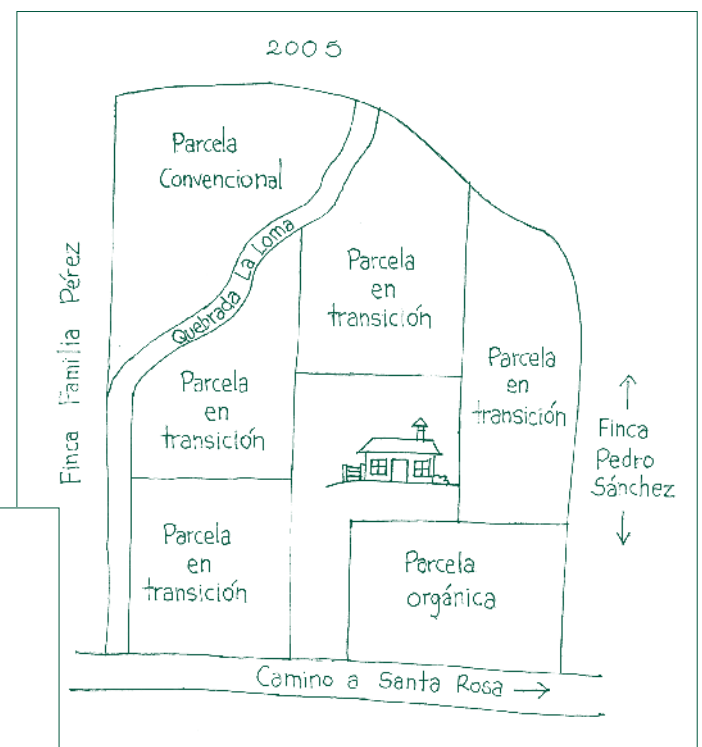 2005
Parcela
Convencional
Quebrada La Loma
Finca Familia Pérez
Parcela
en
transición
Parcela
en
transición
Parcela
en
transición
Parcela
en
transición
Finca
Pedro
Sánchez
Parcela
orgánica
Camino a Santa Rosa